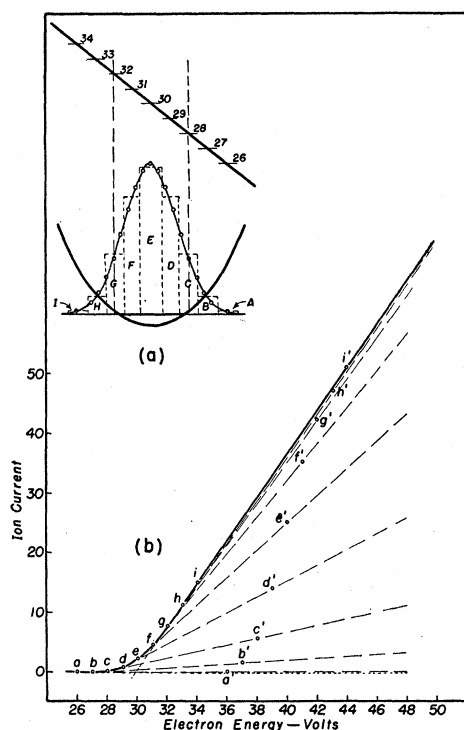 34
33
32
31
30
29
28
27
26
E
F
D
G
C
I
H
B
A
(a)
50
40
30
20
10
0
Ion Current
(b)
i'
h'
g'
f'
e'
d'
c'
b'
a'
i
h
g
f
e
d
c
b
a
26 28 30 32 34 36 38 40 42 44 46 48
Electron Energy—Volts